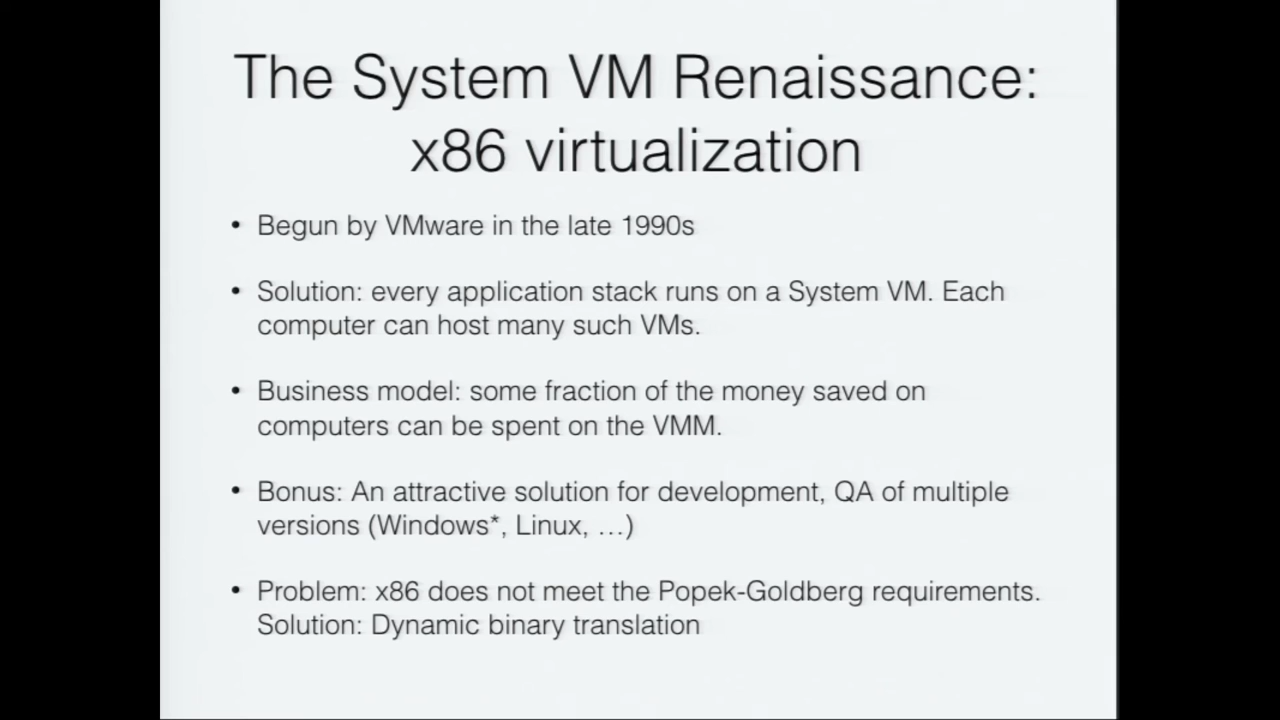 The System VM Renaissance:
x86 virtualization
• Begun by VMware in the late 1990s
• Solution: every application stack runs on a System VM. Each
computer can host many such VMs.
• Business model: some fraction of the money saved on
computers can be spent on the VMM.
• Bonus: An attractive solution for development, QA of multiple
versions (Windows*, Linux, …)
• Problem: x86 does not meet the Popek-Goldberg requirements.
Solution: Dynamic binary translation